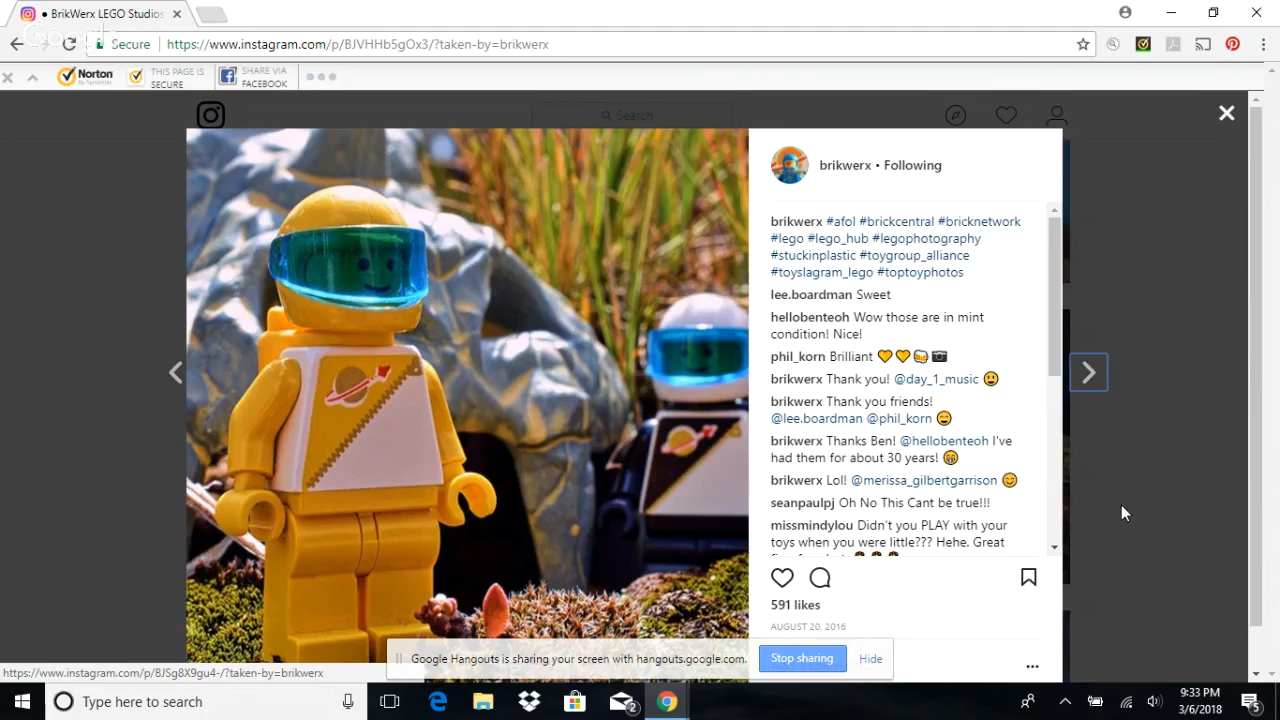 • BrikWerx LEGO Studios
Google
Secure
https://www.instagram.com/p/BJVHHb5gOx3/?taken-by=brikwerx
Norton
by Symantec
THIS PAGE IS
SECURE
SHARE VIA
FACEBOOK
Search
brikwerx • Following
brikwerx #afol #brickcentral #bricknetwork
#lego #lego_hub #legophotography
#stuckinplastic #toygroup_alliance
#toyslagram_lego #toptoyphotos
lee.boardman Sweet
hellobenteoh Wow those are in mint
condition! Nice!
phil_korn Brilliant 🧡🧡🍻📷
brikwerx Thank you! @day_1_music 😃
brikwerx Thank you friends!
@lee.boardman @phil_korn 😄
brikwerx Thanks Ben! @hellobenteoh I've
had them for about 30 years! 😁
brikwerx Lol! @merissa_gilbertgarrison 😊
seanpaulpj Oh No This Cant be true!!!
missmindylou Didn't you PLAY with your
toys when you were little??? Hehe. Great
591 likes
AUGUST 20, 2016
Google Hangouts is sharing your screen with hangouts.google.com.
Stop sharing
Hide
https://www.instagram.com/p/BJSg8X9gu4-/?taken-by=brikwerx
Type here to search
2
9:33 PM
3/6/2018
5